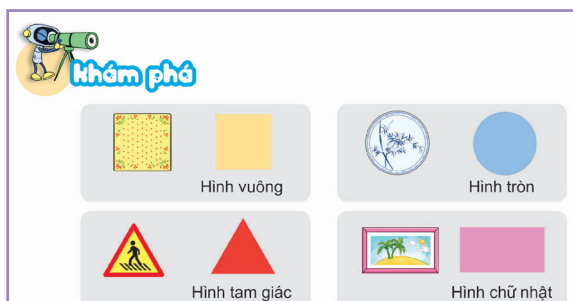 khám phá
Hình vuông
Hình tròn
Hình tam giác
Hình chữ nhật